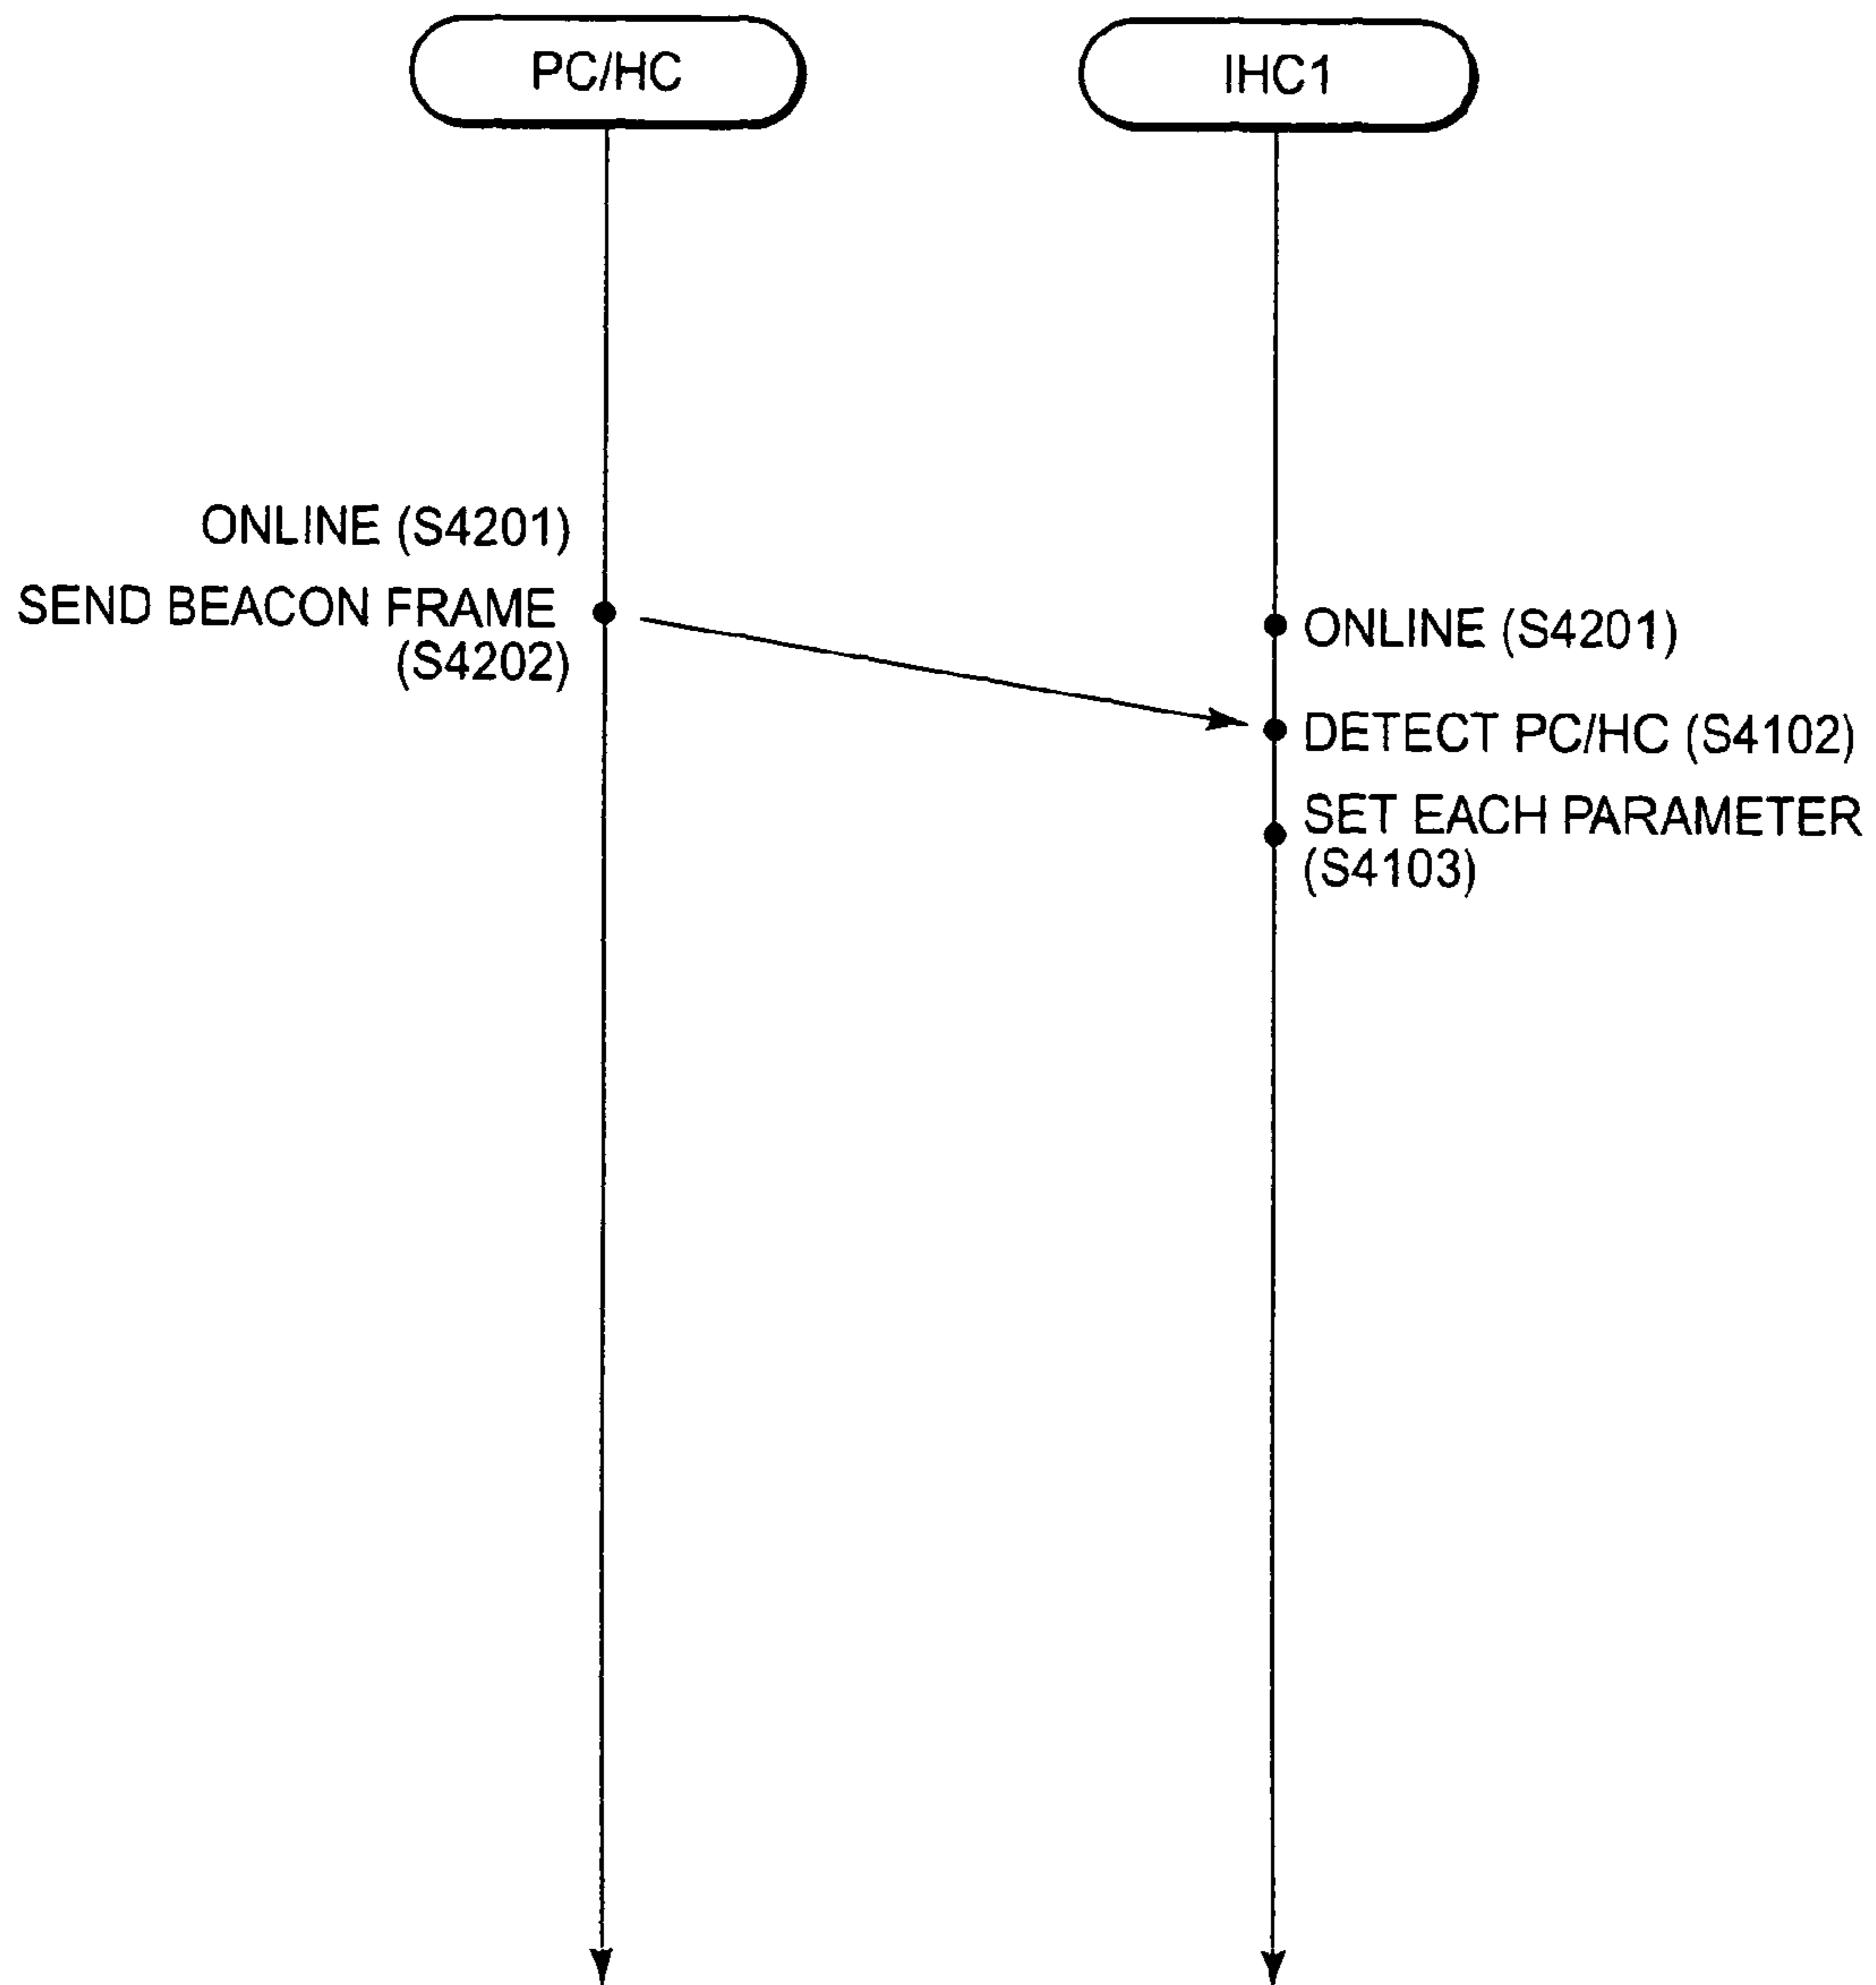 PC/HC
IHC1
ONLINE (S4201)
SEND BEACON FRAME
(S4202)
ONLINE (S4201)
DETECT PC/HC (S4102)
SET EACH PARAMETER
(S4103)